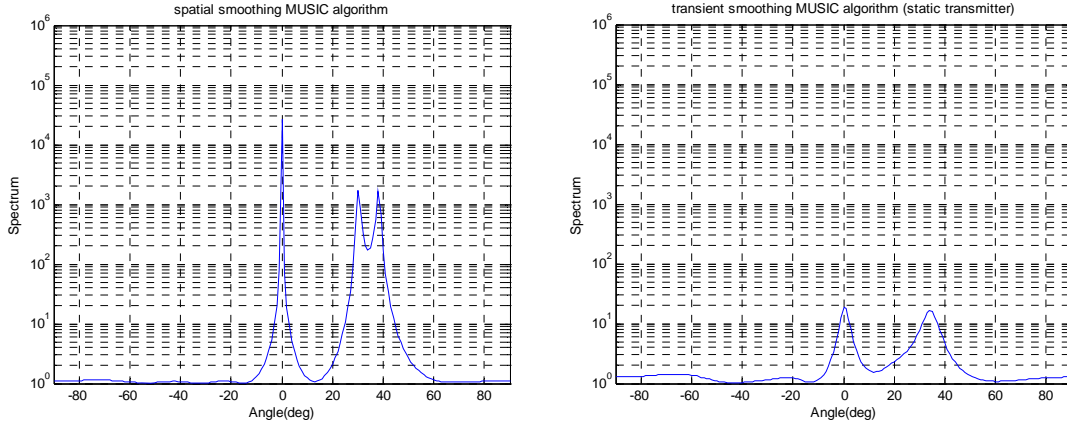 spatial smoothing MUSIC algorithm
10^6
10^5
10^4
10^3
10^2
10^1
10^0
Spectrum
-80 -60 -40 -20 0 20 40 60 80
Angle(deg)
transient smoothing MUSIC algorithm (static transmitter)
10^6
10^5
10^4
10^3
10^2
10^1
10^0
Spectrum
-80 -60 -40 -20 0 20 40 60 80
Angle(deg)